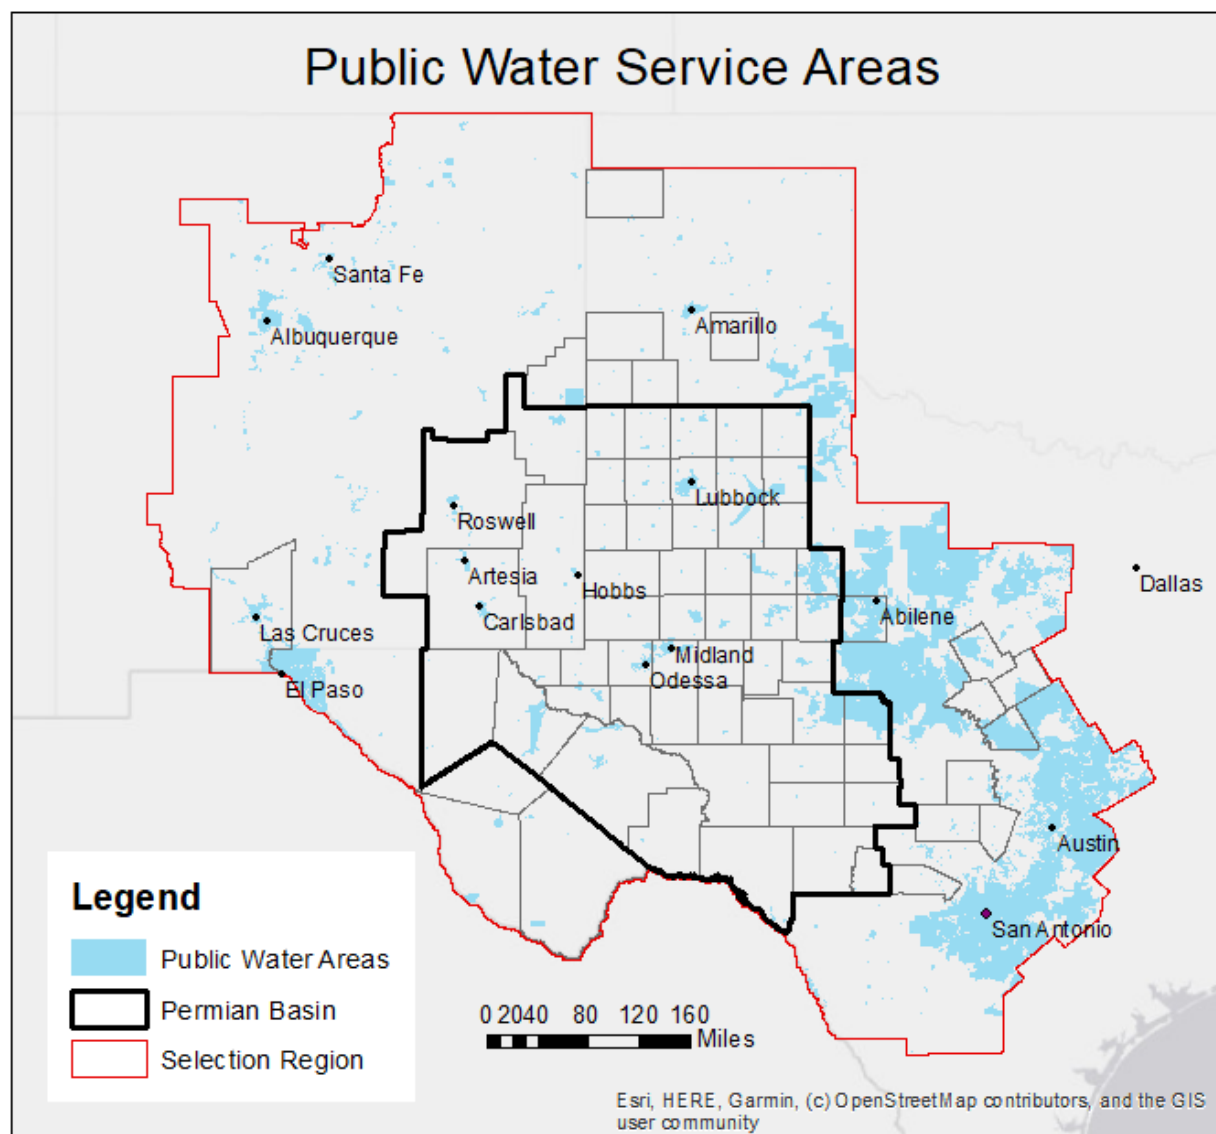 Public Water Service Areas
Santa Fe
Albuquerque
Amarillo
Lubbock
Roswell
Artesia
Hobbs
Dallas
Carlsbad
Abilene
Las Cruces
Midland
Odessa
El Paso
Austin
San Antonio
Legend
Public Water Areas
Permian Basin
Selection Region
0 20 40 80 120 160
Miles
Esri, HERE, Garmin, (c) OpenStreetMap contributors, and the GIS
user community